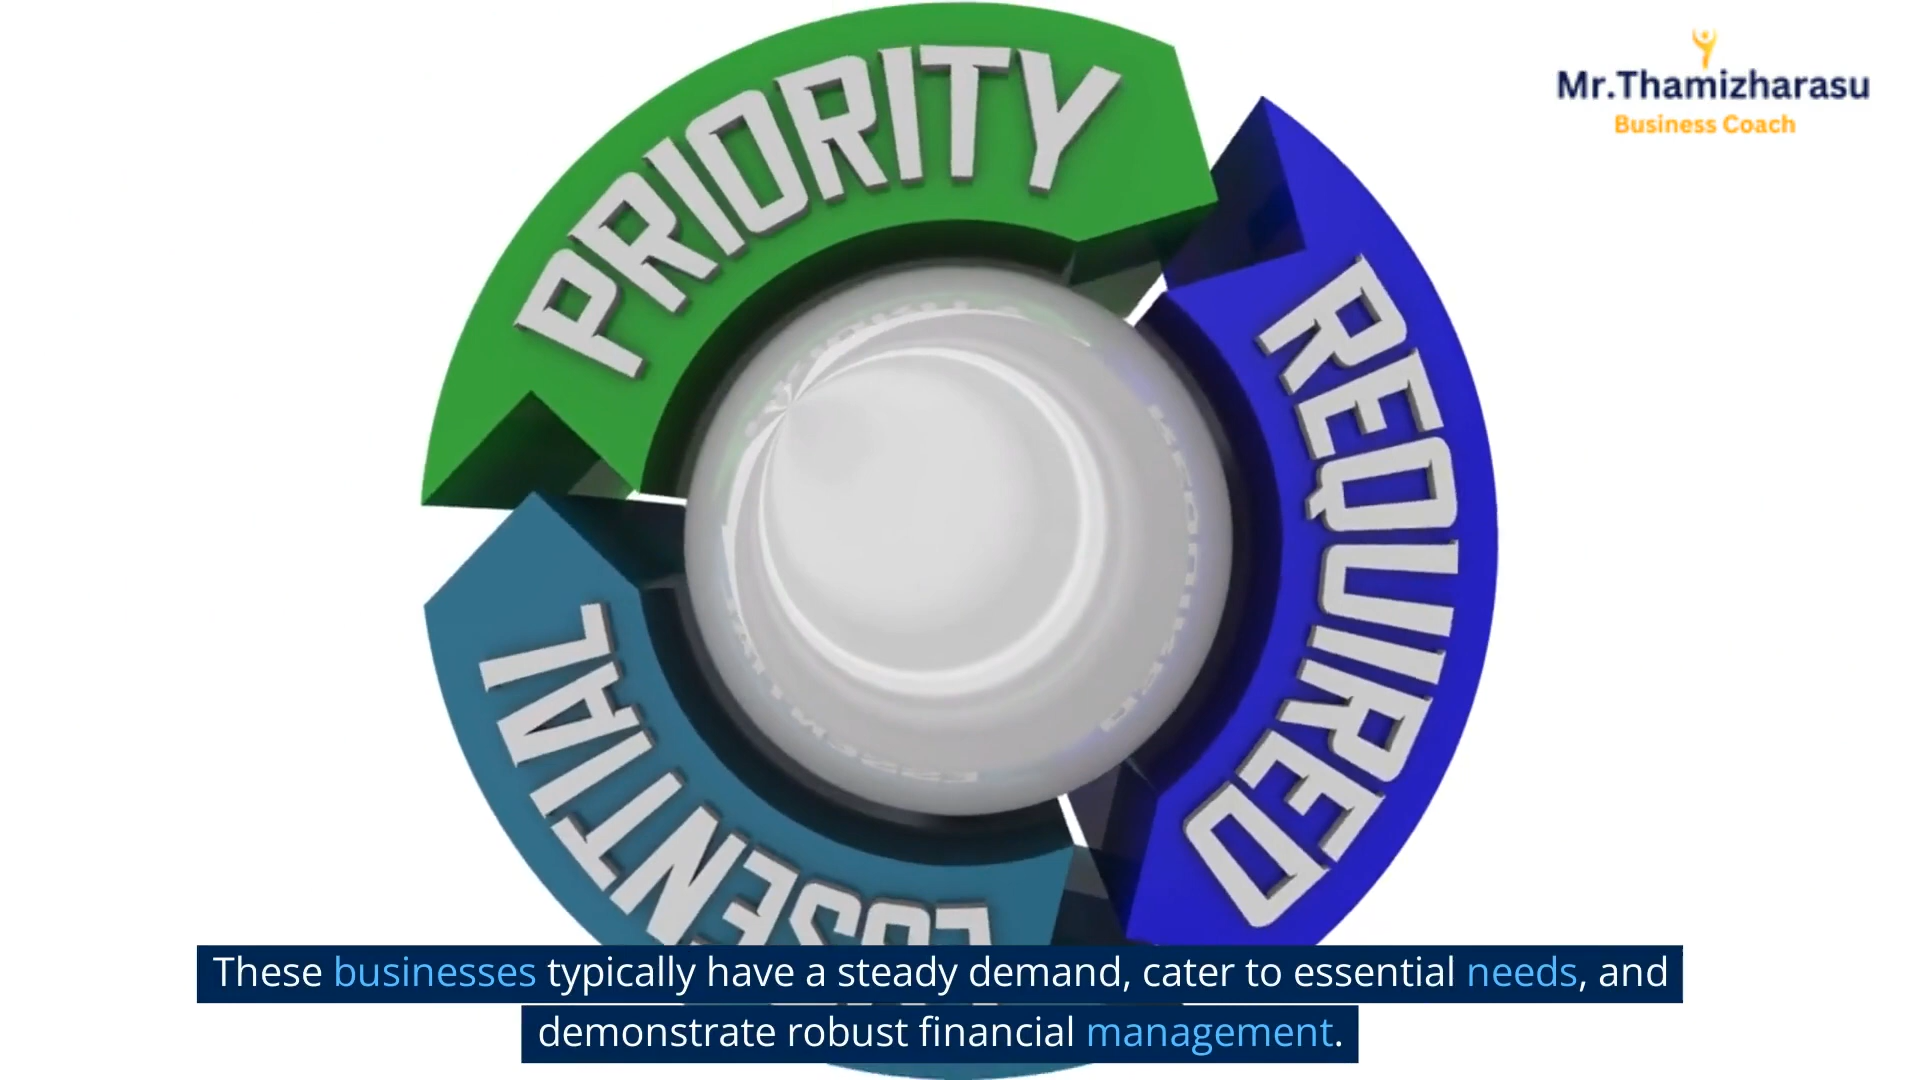 Mr.Thamizharasu
Business Coach
PRIORITY
REQUIRED
ESSENTIAL
These businesses typically have a steady demand, cater to essential needs, and
demonstrate robust financial management.